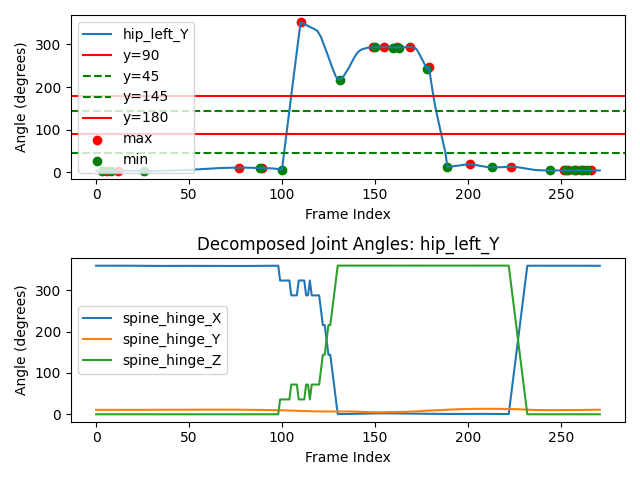 300
200
100
0
Angle (degrees)
hip_left_Y
y=90
y=45
y=145
y=180
max
min
0 50 100 150 200 250
Frame Index
Decomposed Joint Angles: hip_left_Y
300
200
100
0
Angle (degrees)
spine_hinge_X
spine_hinge_Y
spine_hinge_Z
0 50 100 150 200 250
Frame Index